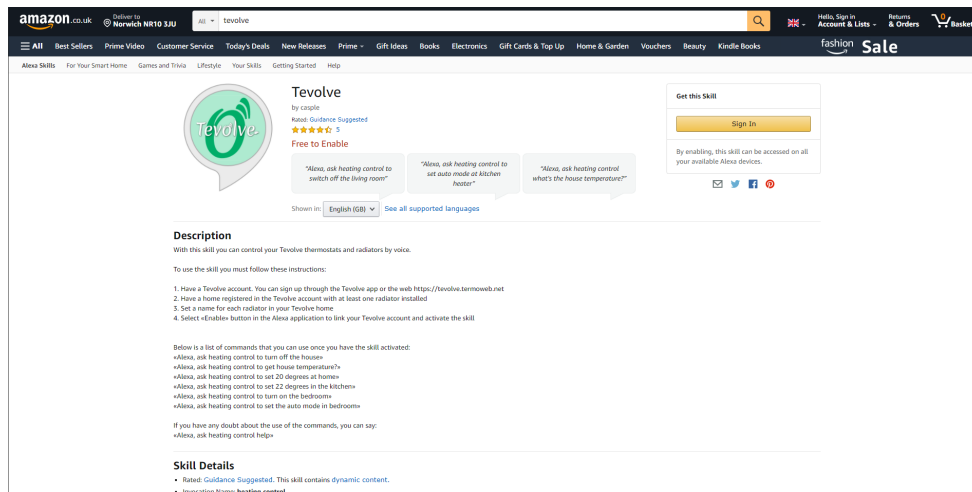 amazon.co.uk
Deliver to
Norwich NR10 3JU
All
tevolve
Hello, Sign in
Account & Lists
Returns
& Orders
0
Basket
All
Best Sellers
Prime Video
Customer Service
Today's Deals
New Releases
Prime
Gift Ideas
Books
Electronics
Gift Cards & Top Up
Home & Garden
Vouchers
Beauty
Kindle Books
fashion Sale
Alexa Skills
For Your Smart Home
Games and Trivia
Lifestyle
Your Skills
Getting Started
Help
Tevolve
Tevolve
by casple
Rated: Guidance Suggested
5
Free to Enable
"Alexa, ask heating control to
switch off the living room"
"Alexa, ask heating control to
set auto mode at kitchen
heater"
"Alexa, ask heating control
what's the house temperature?"
Shown in: English (GB) See all supported languages
Get this Skill
Sign In
By enabling, this skill can be accessed on all
your available Alexa devices.
Description
With this skill you can control your Tevolve thermostats and radiators by voice.
To use the skill you must follow these instructions:
1. Have a Tevolve account. You can sign up through the Tevolve app or the web https://tevolve.termoweb.net
2. Have a home registered in the Tevolve account with at least one radiator installed
3. Set a name for each radiator in your Tevolve home
4. Select «Enable» button in the Alexa application to link your Tevolve account and activate the skill
Below is a list of commands that you can use once you have the skill activated:
«Alexa, ask heating control to turn off the house»
«Alexa, ask heating control to get house temperature?»
«Alexa, ask heating control to set 20 degrees at home»
«Alexa, ask heating control to set 22 degrees in the kitchen»
«Alexa, ask heating control to turn on the bedroom»
«Alexa, ask heating control to set the auto mode in bedroom»
If you have any doubt about the use of the commands, you can say:
«Alexa, ask heating control help»
Skill Details
• Rated: Guidance Suggested. This skill contains dynamic content.
• Invocation Name: heating control